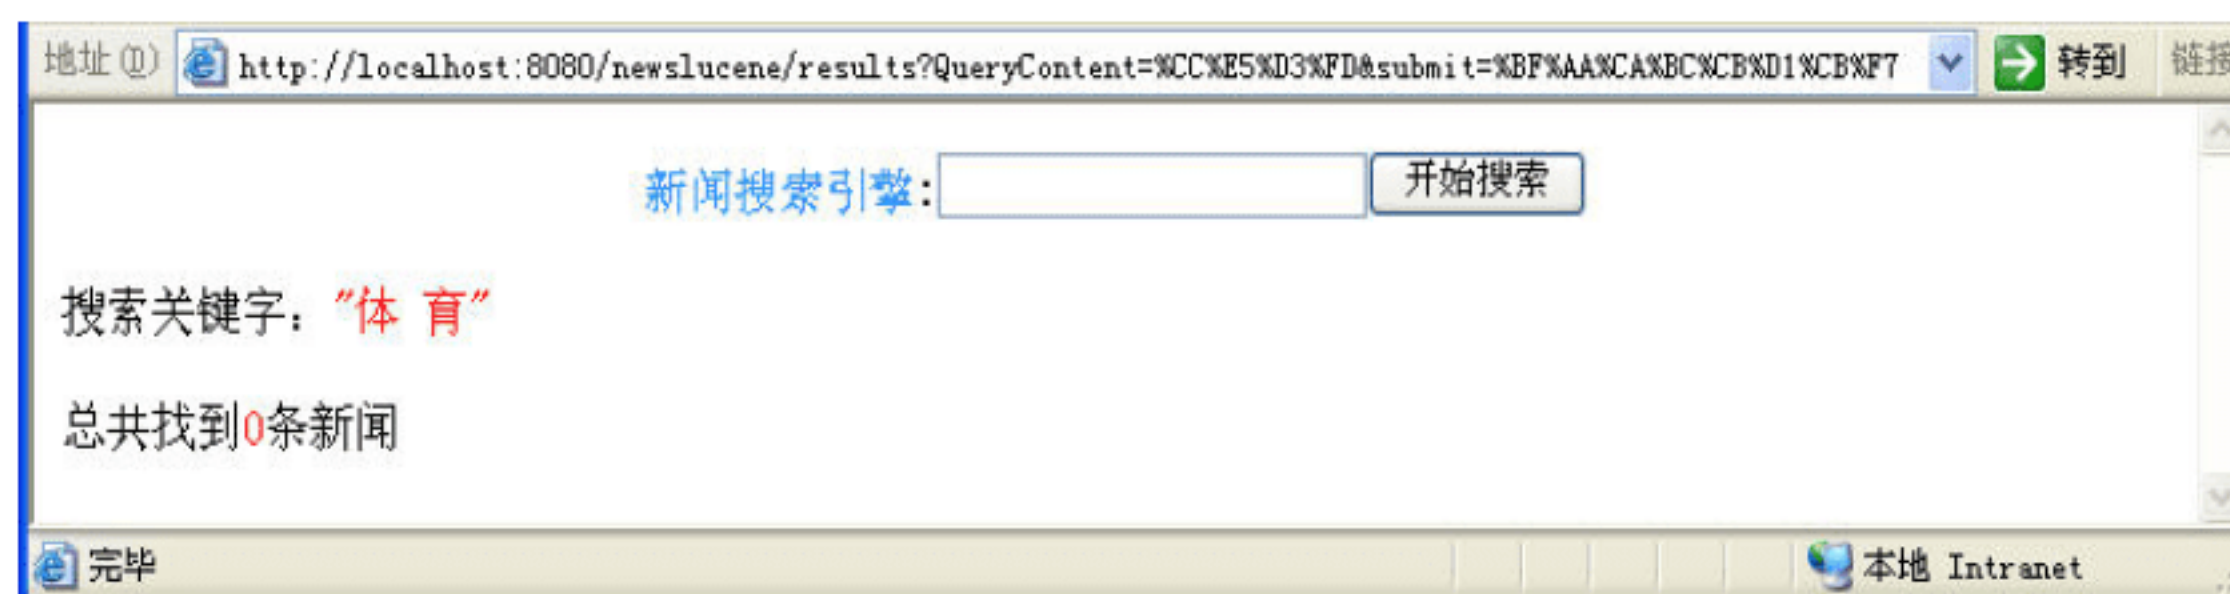 地址(D) http://localhost:8080/newslucene/results?QueryContent=%CC%E5%D3%FD&submit=%BF%AA%CA%BC%CB%D1%CB%F7 转到 链接
新闻搜索引擎: 开始搜索
搜索关键字: "体 育"
总共找到0条新闻
完毕 本地 Intranet